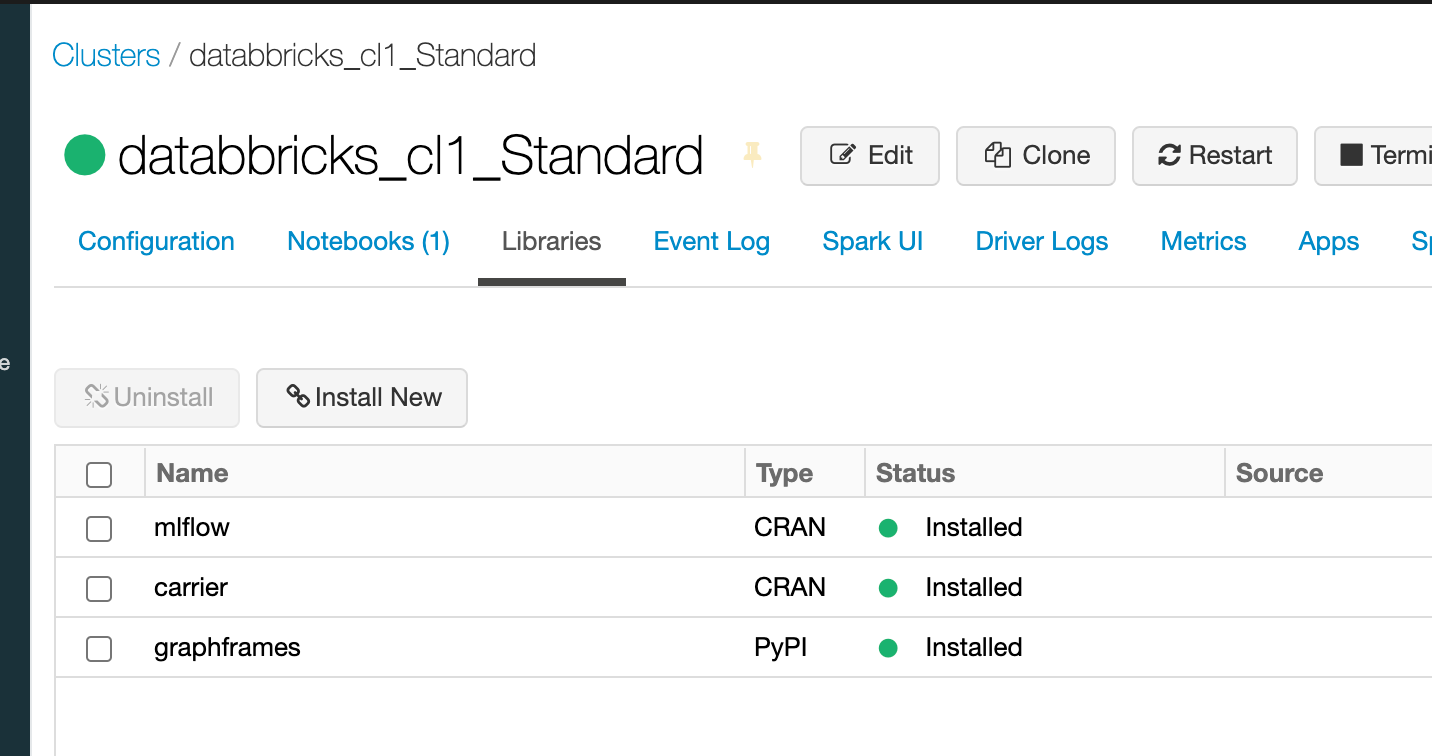 Clusters / databbricks_cl1_Standard
databbricks_cl1_Standard Edit Clone Restart Termi
Configuration Notebooks (1) Libraries Event Log Spark UI Driver Logs Metrics Apps Sp
e
Uninstall Install New
Name Type Status Source
mlflow CRAN Installed
carrier CRAN Installed
graphframes PyPI Installed